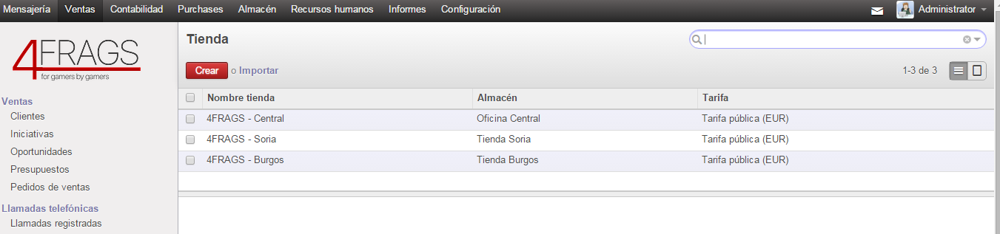 Mensajería Ventas Contabilidad Purchases Almacén Recursos humanos Informes Configuración Administrator
4FRAGS
for gamers by gamers
Ventas
Clientes
Iniciativas
Oportunidades
Presupuestos
Pedidos de ventas
Llamadas telefónicas
Llamadas registradas
Tienda
Crear o Importar 1-3 de 3
Nombre tienda Almacén Tarifa
4FRAGS - Central Oficina Central Tarifa pública (EUR)
4FRAGS - Soria Tienda Soria Tarifa pública (EUR)
4FRAGS - Burgos Tienda Burgos Tarifa pública (EUR)